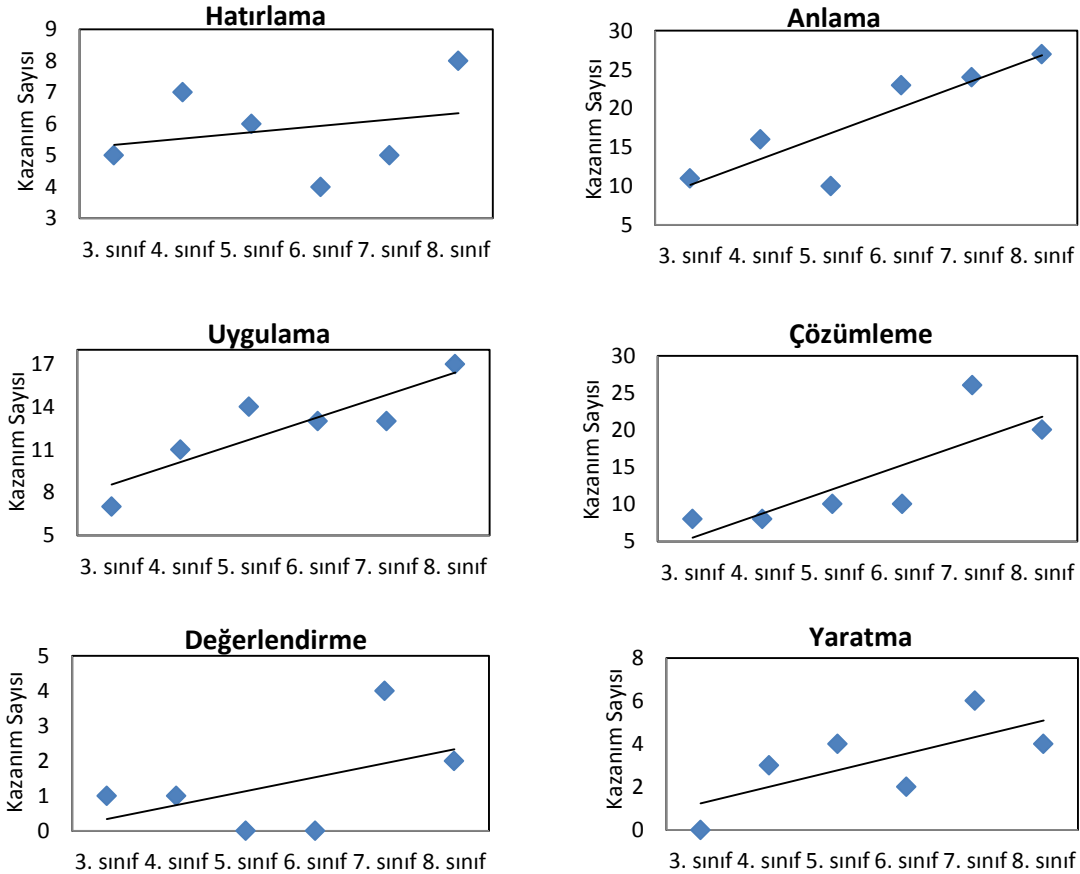 Hatırlama
Kazanım Sayısı
9
8
7
6
5
4
3
3. sınıf 4. sınıf 5. sınıf 6. sınıf 7. sınıf 8. sınıf
Anlama
Kazanım Sayısı
30
25
20
15
10
5
3. sınıf 4. sınıf 5. sınıf 6. sınıf 7. sınıf 8. sınıf
Uygulama
Kazanım Sayısı
17
14
11
8
5
3. sınıf 4. sınıf 5. sınıf 6. sınıf 7. sınıf 8. sınıf
Çözümleme
Kazanım Sayısı
30
25
20
15
10
5
3. sınıf 4. sınıf 5. sınıf 6. sınıf 7. sınıf 8. sınıf
Değerlendirme
Kazanım Sayısı
5
4
3
2
1
0
3. sınıf 4. sınıf 5. sınıf 6. sınıf 7. sınıf 8. sınıf
Yaratma
Kazanım Sayısı
8
6
4
2
0
3. sınıf 4. sınıf 5. sınıf 6. sınıf 7. sınıf 8. sınıf